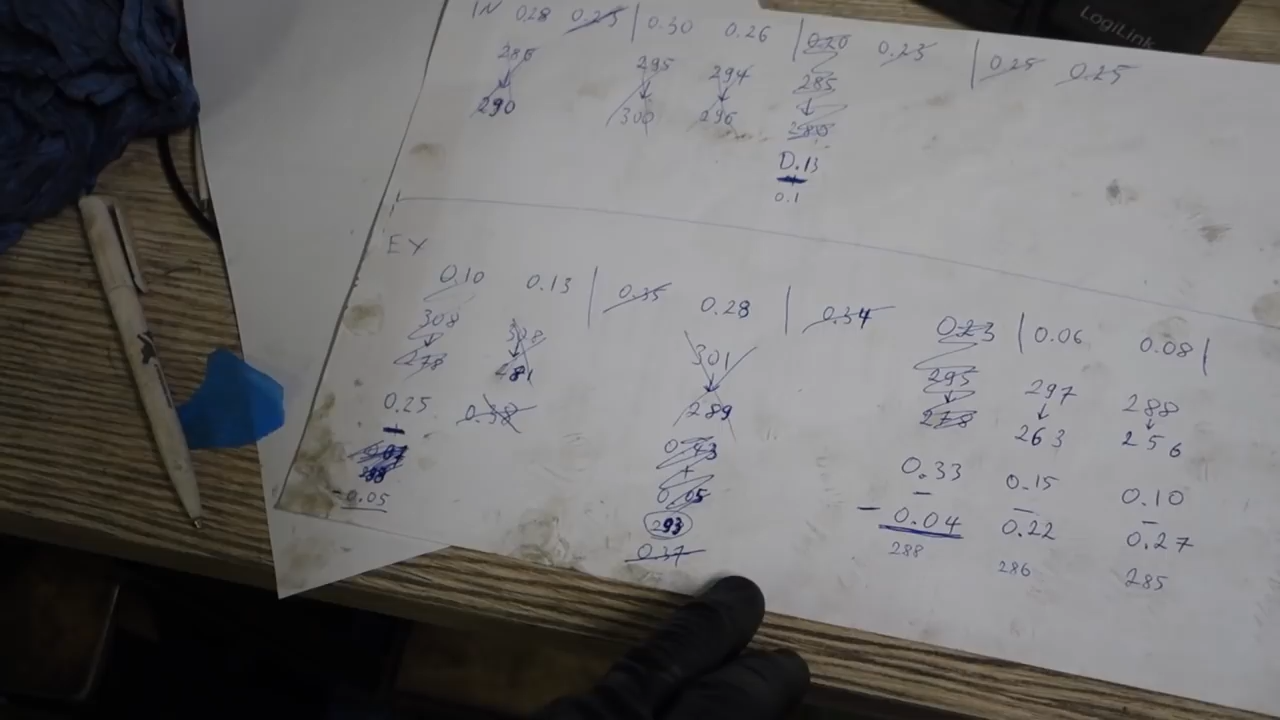 LogiLink
IN 0.28 0.25 | 0.30 0.26 | 0.20 0.23 | 0.25 0.25
286 295 294 285
↓ ↓ ↓ ↓
290 300 296
0.13
0.1
EX
0.10 0.13 | 0.35 0.28 | 0.34 0.23 | 0.06 0.08 |
308 301 295 297 288
↓ ↓ ↓ ↓ ↓
278 281 289 278 263 256
0.25 0.38 0.33 0.15 0.10
- 0.05 0.05 - 0.04 0.22 0.27
293 288 286 285
0.37